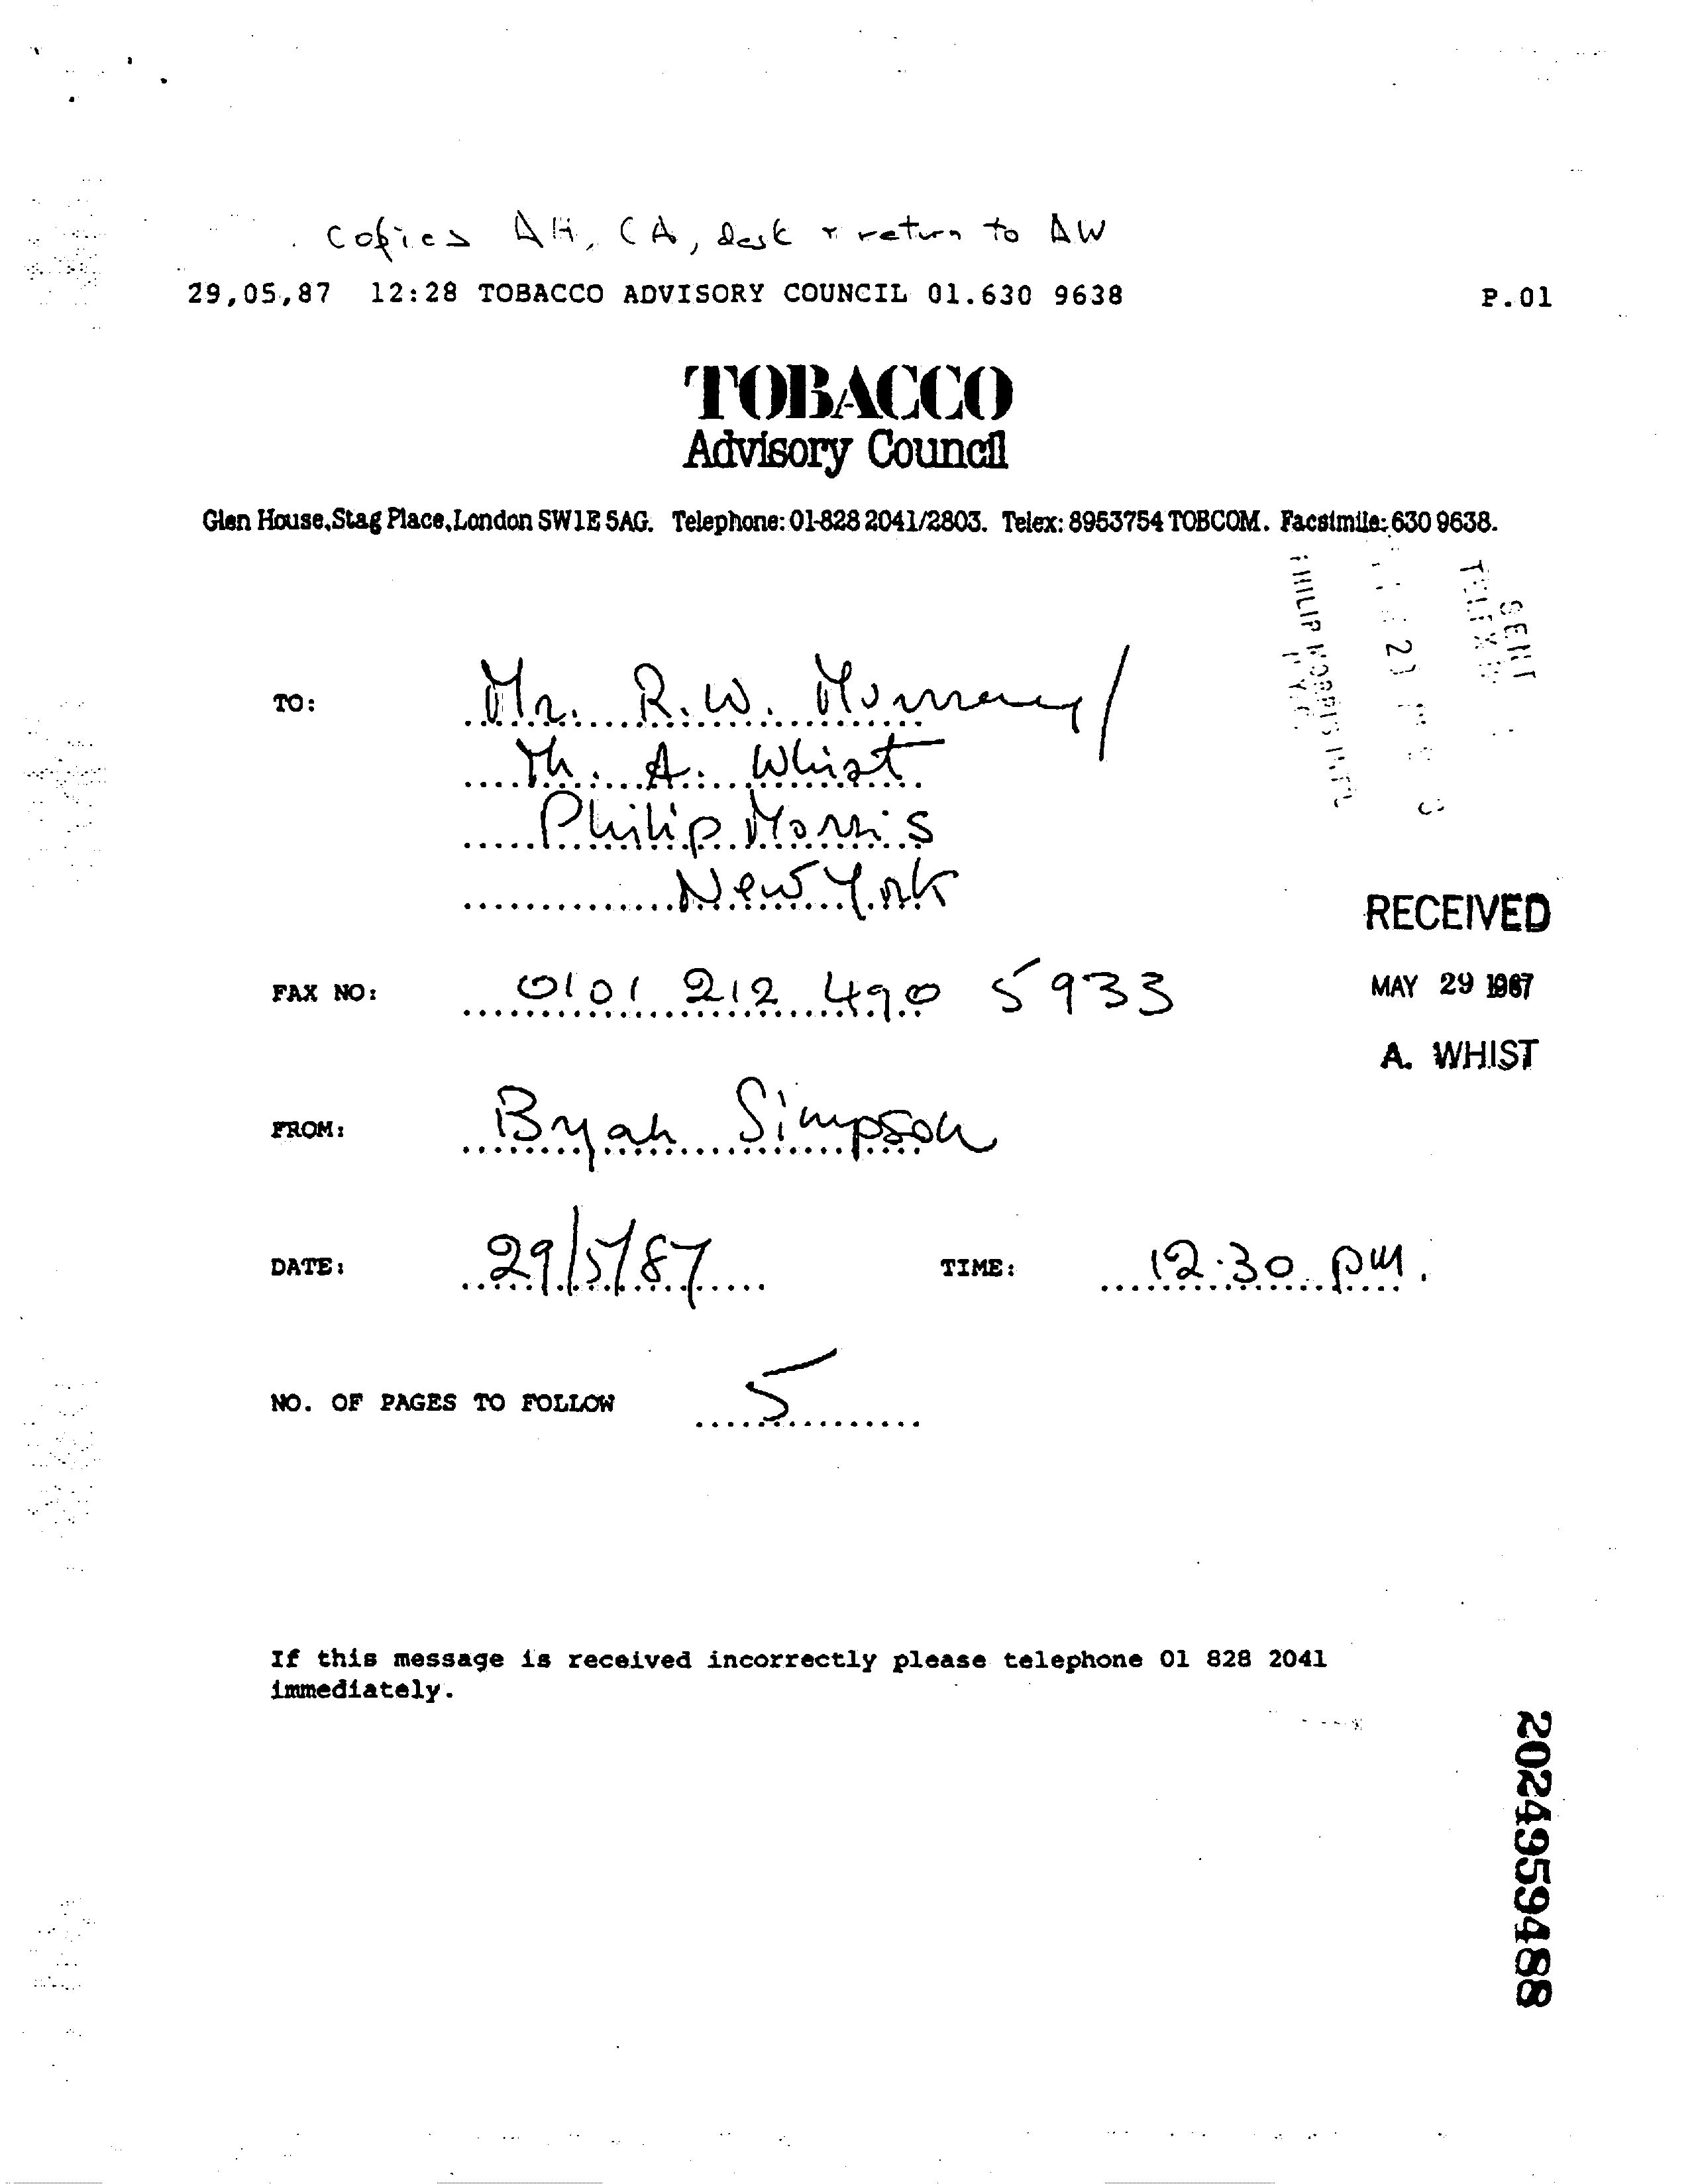 Copies AH, CA, desk & return to AW
29,05,87 12:28 TOBACCO ADVISORY COUNCIL 01.630 9638 P.01
TOBACCO
Advisory Council
Glen House,Stag Place,London SW1E 5AG. Telephone: 01-828 2041/2803. Telex: 8953754 TOBCOM. Facsimile: 630 9638.
SENT
TELEX
PHILIP MORRIS INTL
TO: Mr. R.W. Murray/
Mr. A. Whist
Philip Morris
New York
RECEIVED
FAX NO: 0101 212 490 5933
MAY 29 1987
A. WHIST
FROM: Bryan Simpson
DATE: 29/5/87 TIME: 12.30 pm.
NO. OF PAGES TO FOLLOW 5
If this message is received incorrectly please telephone 01 828 2041
immediately.
2024959488